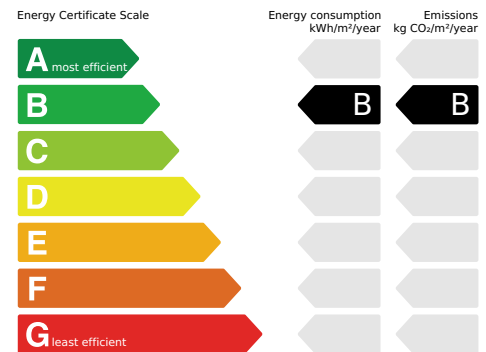 Energy Certificate Scale
Energy consumption
kWh/m²/year
Emissions
kg CO₂/m²/year
A most efficient
B
B
B
C
D
E
F
G least efficient